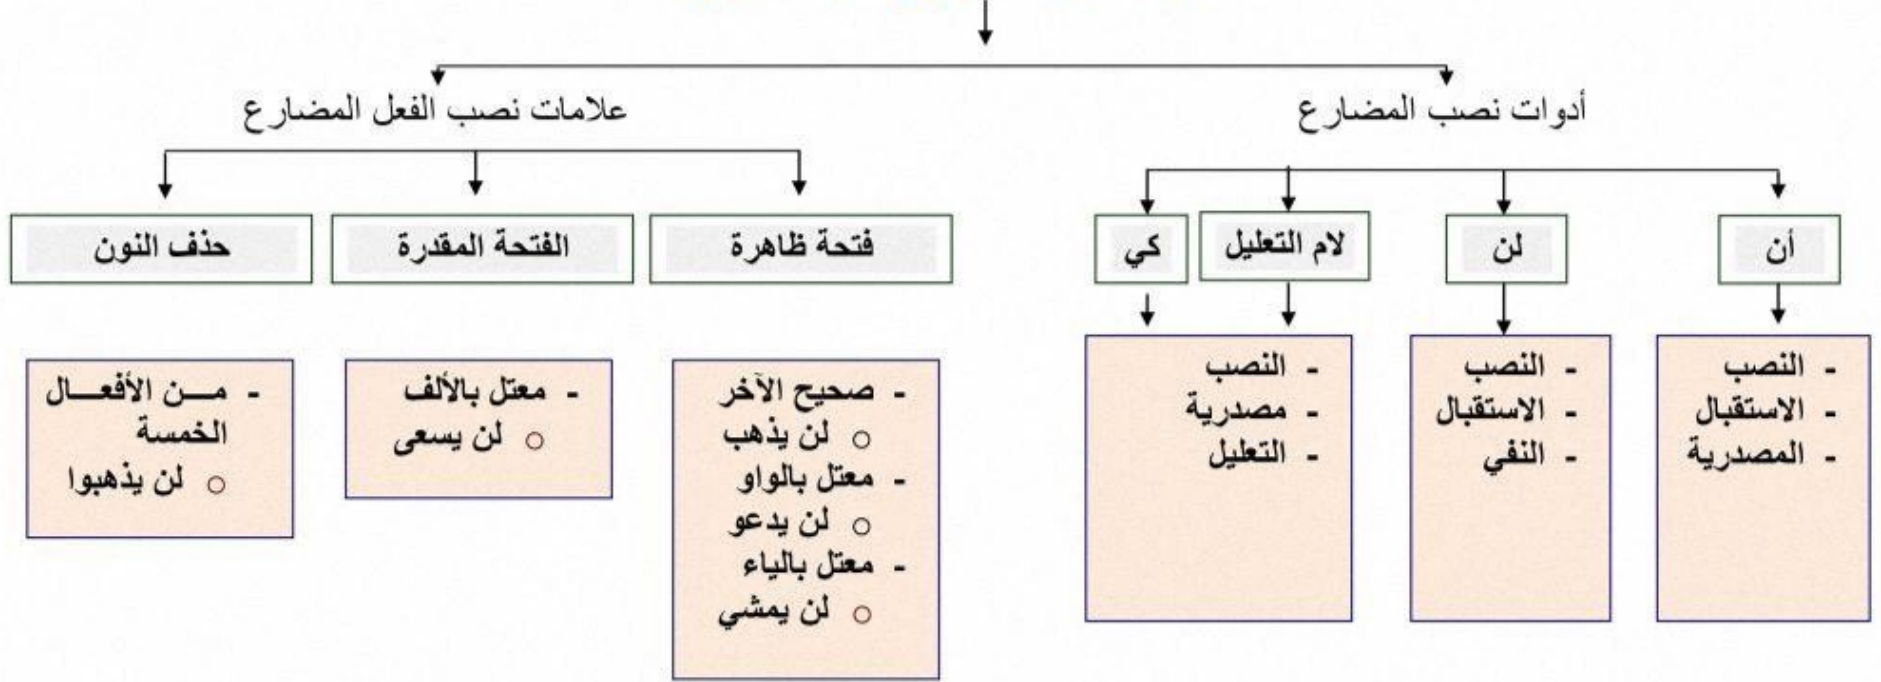 أدوات نصب المضارع
علامات نصب الفعل المضارع
أن
لن
لام التعليل
كي
- النصب
- الاستقبال
- المصدرية
- النصب
- الاستقبال
- النفي
- النصب
- مصدرية
- التعليل
فتحة ظاهرة
الفتحة المقدرة
حذف النون
- صحيح الآخر
○ لن يذهب
- معتل بالواو
○ لن يدعو
- معتل بالياء
○ لن يمشي
- معتل بالألف
○ لن يسعى
- مــن الأفعـــال
الخمسة
○ لن يذهبوا